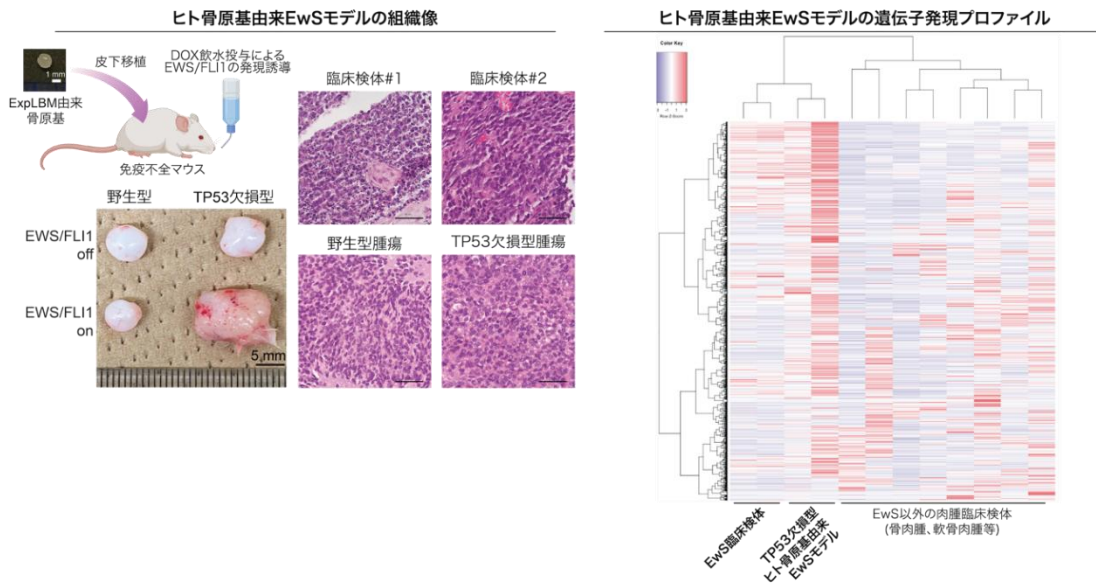 ヒト骨原基由来EwSモデルの組織像
皮下移植
DOX飲水投与による
EWS/FLI1の発現誘導
1 mm
ExpLBM由来
骨原基
免疫不全マウス
野生型
TP53欠損型
EWS/FLI1
off
EWS/FLI1
on
5 mm
臨床検体#1
臨床検体#2
野生型腫瘍
TP53欠損型腫瘍
ヒト骨原基由来EwSモデルの遺伝子発現プロファイル
Color Key
Row Z-Score
EwS臨床検体
TP53欠損型
ヒト骨原基由来
EwSモデル
EwS以外の肉腫臨床検体
(骨肉腫、軟骨肉腫等)